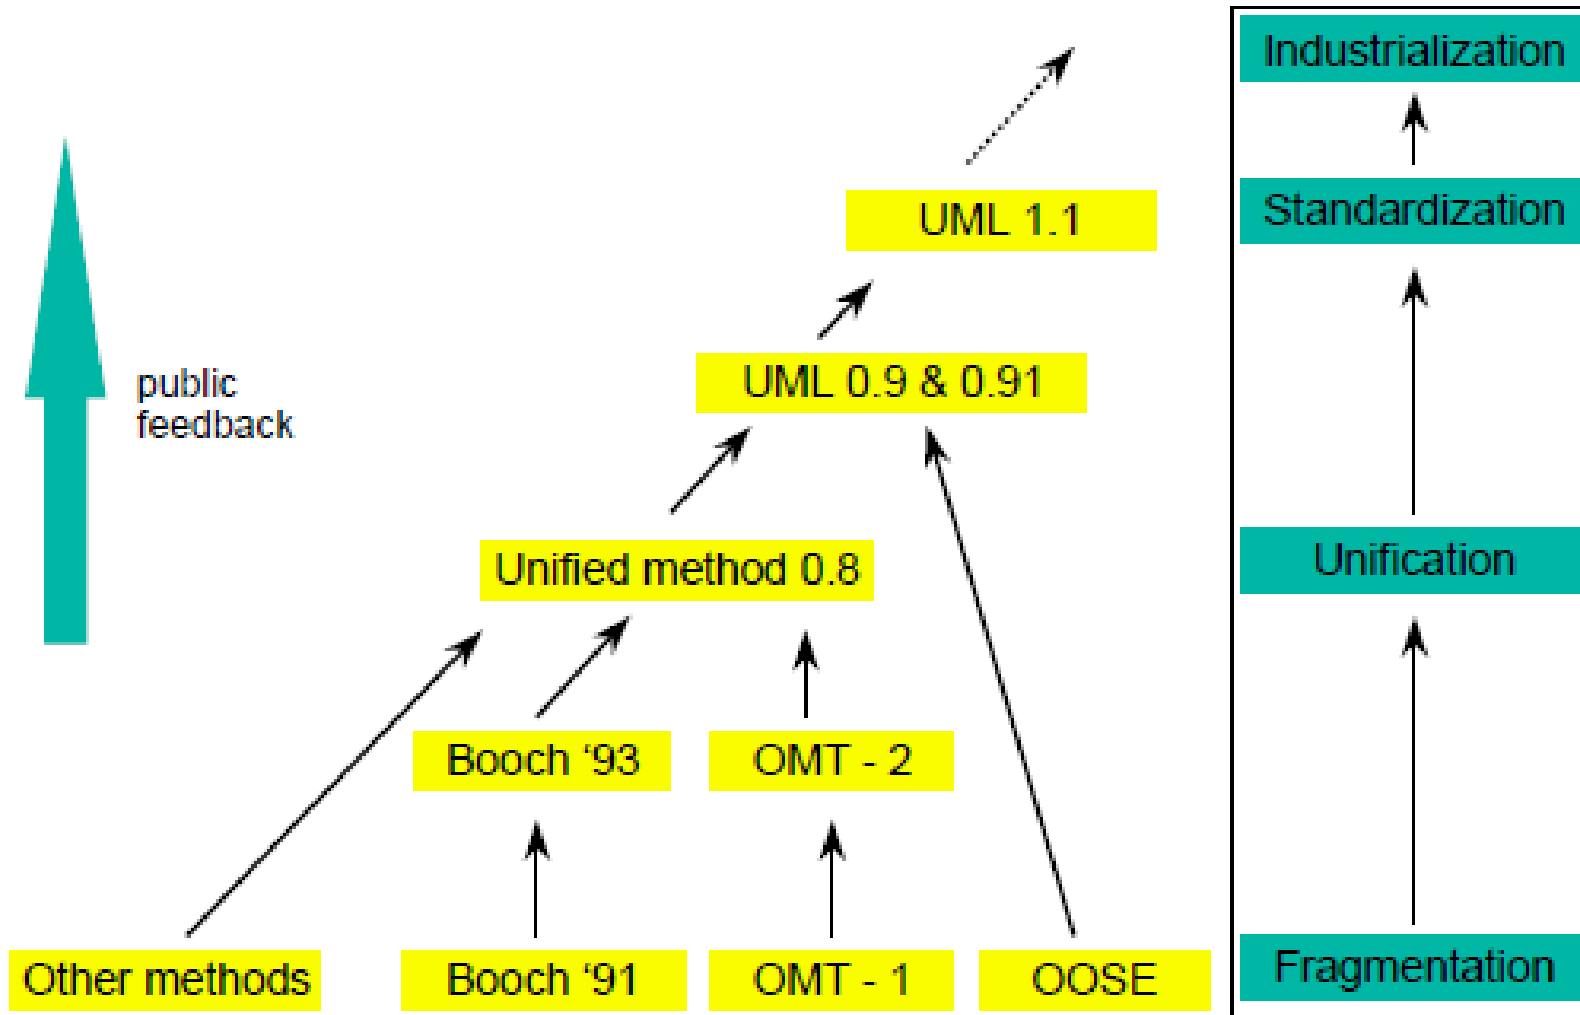 Industrialization
UML 1.1
Standardization
UML 0.9 & 0.91
public
feedback
Unified method 0.8
Unification
Booch ‘93
OMT - 2
Other methods
Booch ‘91
OMT - 1
OOSE
Fragmentation